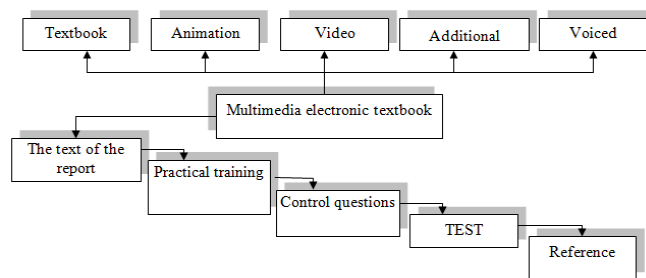 Textbook
Animation
Video
Additional
Voiced
Multimedia electronic textbook
The text of the
report
Practical training
Control questions
TEST
Reference